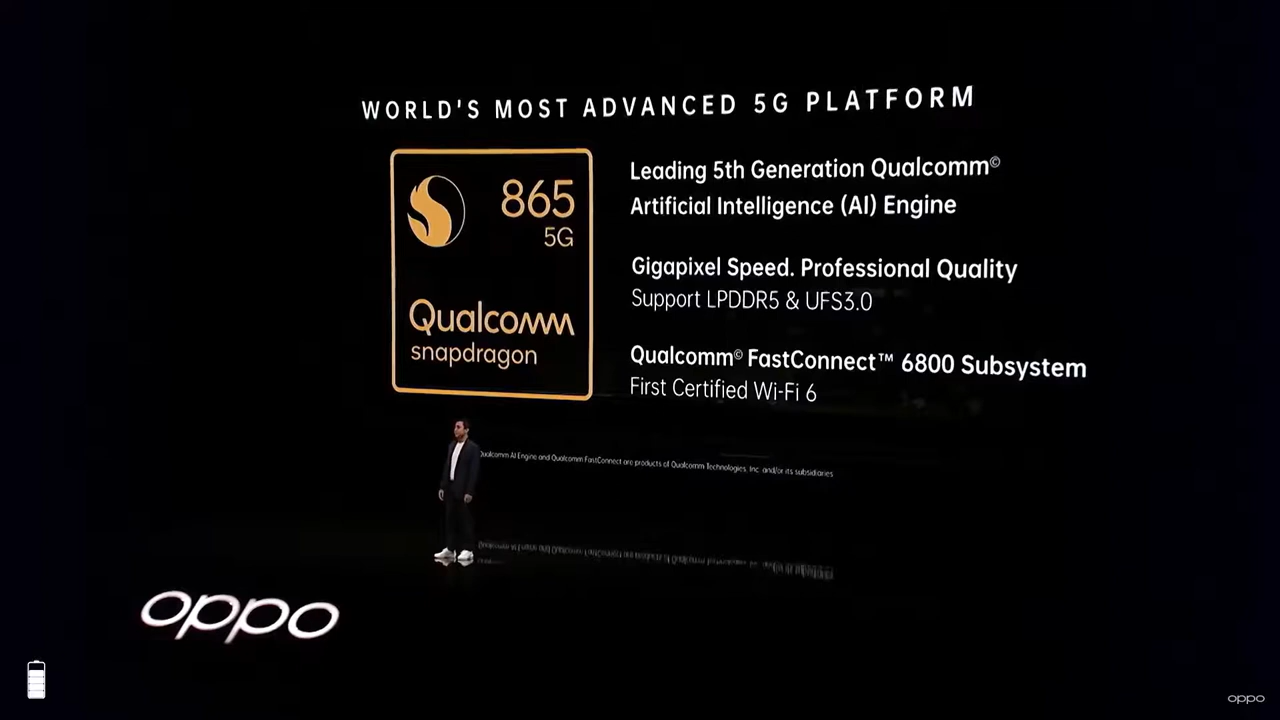 WORLD'S MOST ADVANCED 5G PLATFORM
865
5G
Qualcomm
snapdragon
Leading 5th Generation Qualcomm©
Artificial Intelligence (AI) Engine
Gigapixel Speed. Professional Quality
Support LPDDR5 & UFS3.0
Qualcomm© FastConnect™ 6800 Subsystem
First Certified Wi-Fi 6
Qualcomm AI Engine and Qualcomm FastConnect are products of Qualcomm Technologies, Inc. and/or its subsidiaries
oppo
oppo